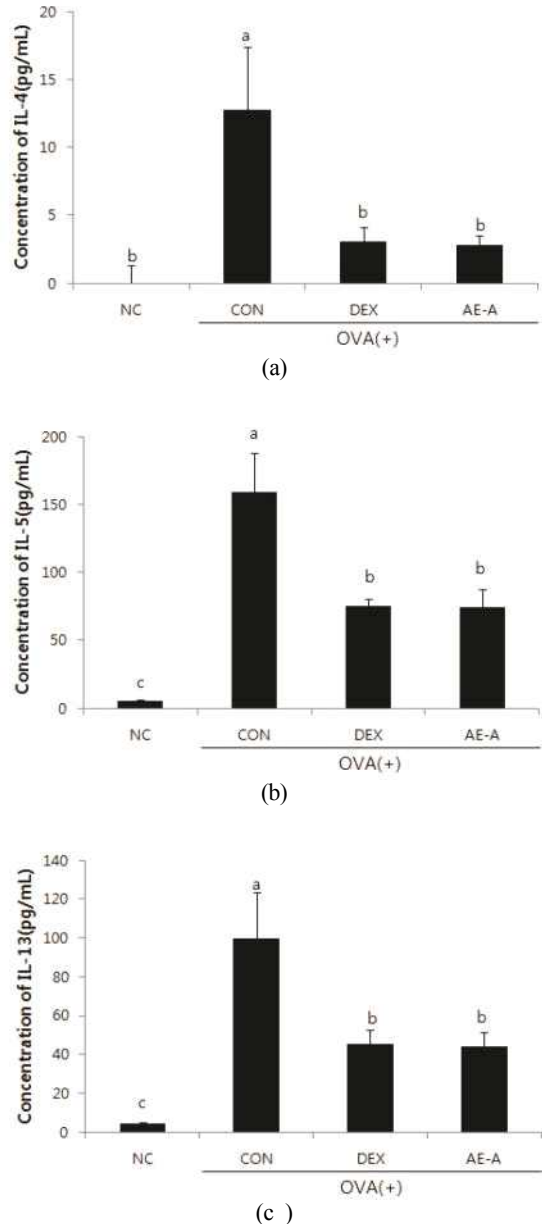 20
a
15
10
5
b
b
b
0
NC
CON
DEX
AE-A
OVA(+)
Concentration of IL-4(pg/mL)
(a)
200
a
150
100
b
b
50
c
0
NC
CON
DEX
AE-A
OVA(+)
Concentration of IL-5(pg/mL)
(b)
140
120
a
100
80
60
b
b
40
20
c
0
NC
CON
DEX
AE-A
OVA(+)
Concentration of IL-13(pg/mL)
(c )